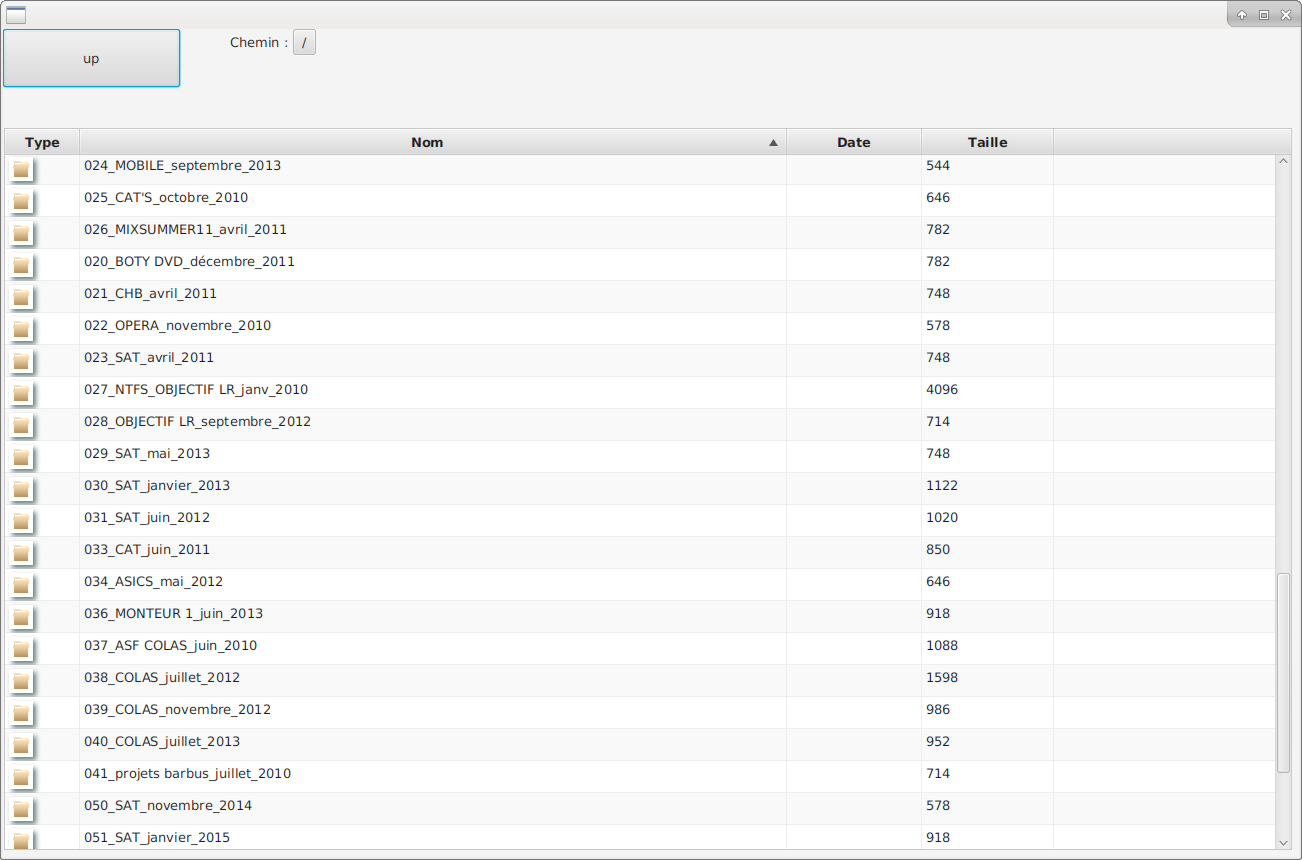 up
Chemin : /
Type Nom Date Taille
024_MOBILE_septembre_2013 544
025_CAT'S_octobre_2010 646
026_MIXSUMMER11_avril_2011 782
020_BOTY DVD_décembre_2011 782
021_CHB_avril_2011 748
022_OPERA_novembre_2010 578
023_SAT_avril_2011 748
027_NTFS_OBJECTIF LR_janv_2010 4096
028_OBJECTIF LR_septembre_2012 714
029_SAT_mai_2013 748
030_SAT_janvier_2013 1122
031_SAT_juin_2012 1020
033_CAT_juin_2011 850
034_ASICS_mai_2012 646
036_MONTEUR 1_juin_2013 918
037_ASF COLAS_juin_2010 1088
038_COLAS_juillet_2012 1598
039_COLAS_novembre_2012 986
040_COLAS_juillet_2013 952
041_projets barbus_juillet_2010 714
050_SAT_novembre_2014 578
051_SAT_janvier_2015 918